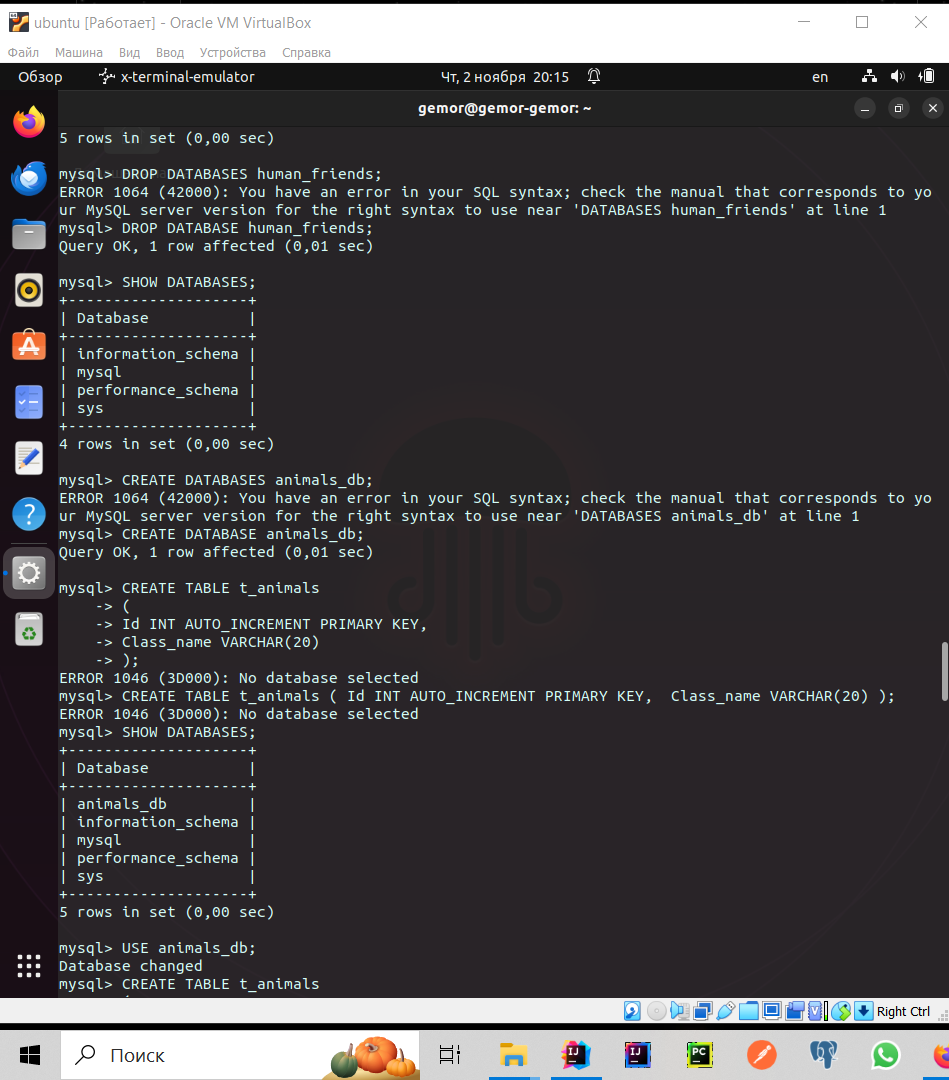 ubuntu [Работает] - Oracle VM VirtualBox
Файл Машина Вид Ввод Устройства Справка
Обзор x-terminal-emulator Чт, 2 ноября 20:15 en
gemor@gemor-gemor: ~
5 rows in set (0,00 sec)
mysql> DROP DATABASES human_friends;
ERROR 1064 (42000): You have an error in your SQL syntax; check the manual that corresponds to yo
ur MySQL server version for the right syntax to use near 'DATABASES human_friends' at line 1
mysql> DROP DATABASE human_friends;
Query OK, 1 row affected (0,01 sec)
mysql> SHOW DATABASES;
+--------------------+
| Database           |
+--------------------+
| information_schema |
| mysql              |
| performance_schema |
| sys                |
+--------------------+
4 rows in set (0,00 sec)
mysql> CREATE DATABASES animals_db;
ERROR 1064 (42000): You have an error in your SQL syntax; check the manual that corresponds to yo
ur MySQL server version for the right syntax to use near 'DATABASES animals_db' at line 1
mysql> CREATE DATABASE animals_db;
Query OK, 1 row affected (0,01 sec)
mysql> CREATE TABLE t_animals
    -> (
    -> Id INT AUTO_INCREMENT PRIMARY KEY,
    -> Class_name VARCHAR(20)
    -> );
ERROR 1046 (3D000): No database selected
mysql> CREATE TABLE t_animals ( Id INT AUTO_INCREMENT PRIMARY KEY,  Class_name VARCHAR(20) );
ERROR 1046 (3D000): No database selected
mysql> SHOW DATABASES;
+--------------------+
| Database           |
+--------------------+
| animals_db         |
| information_schema |
| mysql              |
| performance_schema |
| sys                |
+--------------------+
5 rows in set (0,00 sec)
mysql> USE animals_db;
Database changed
mysql> CREATE TABLE t_animals
Right Ctrl
Поиск